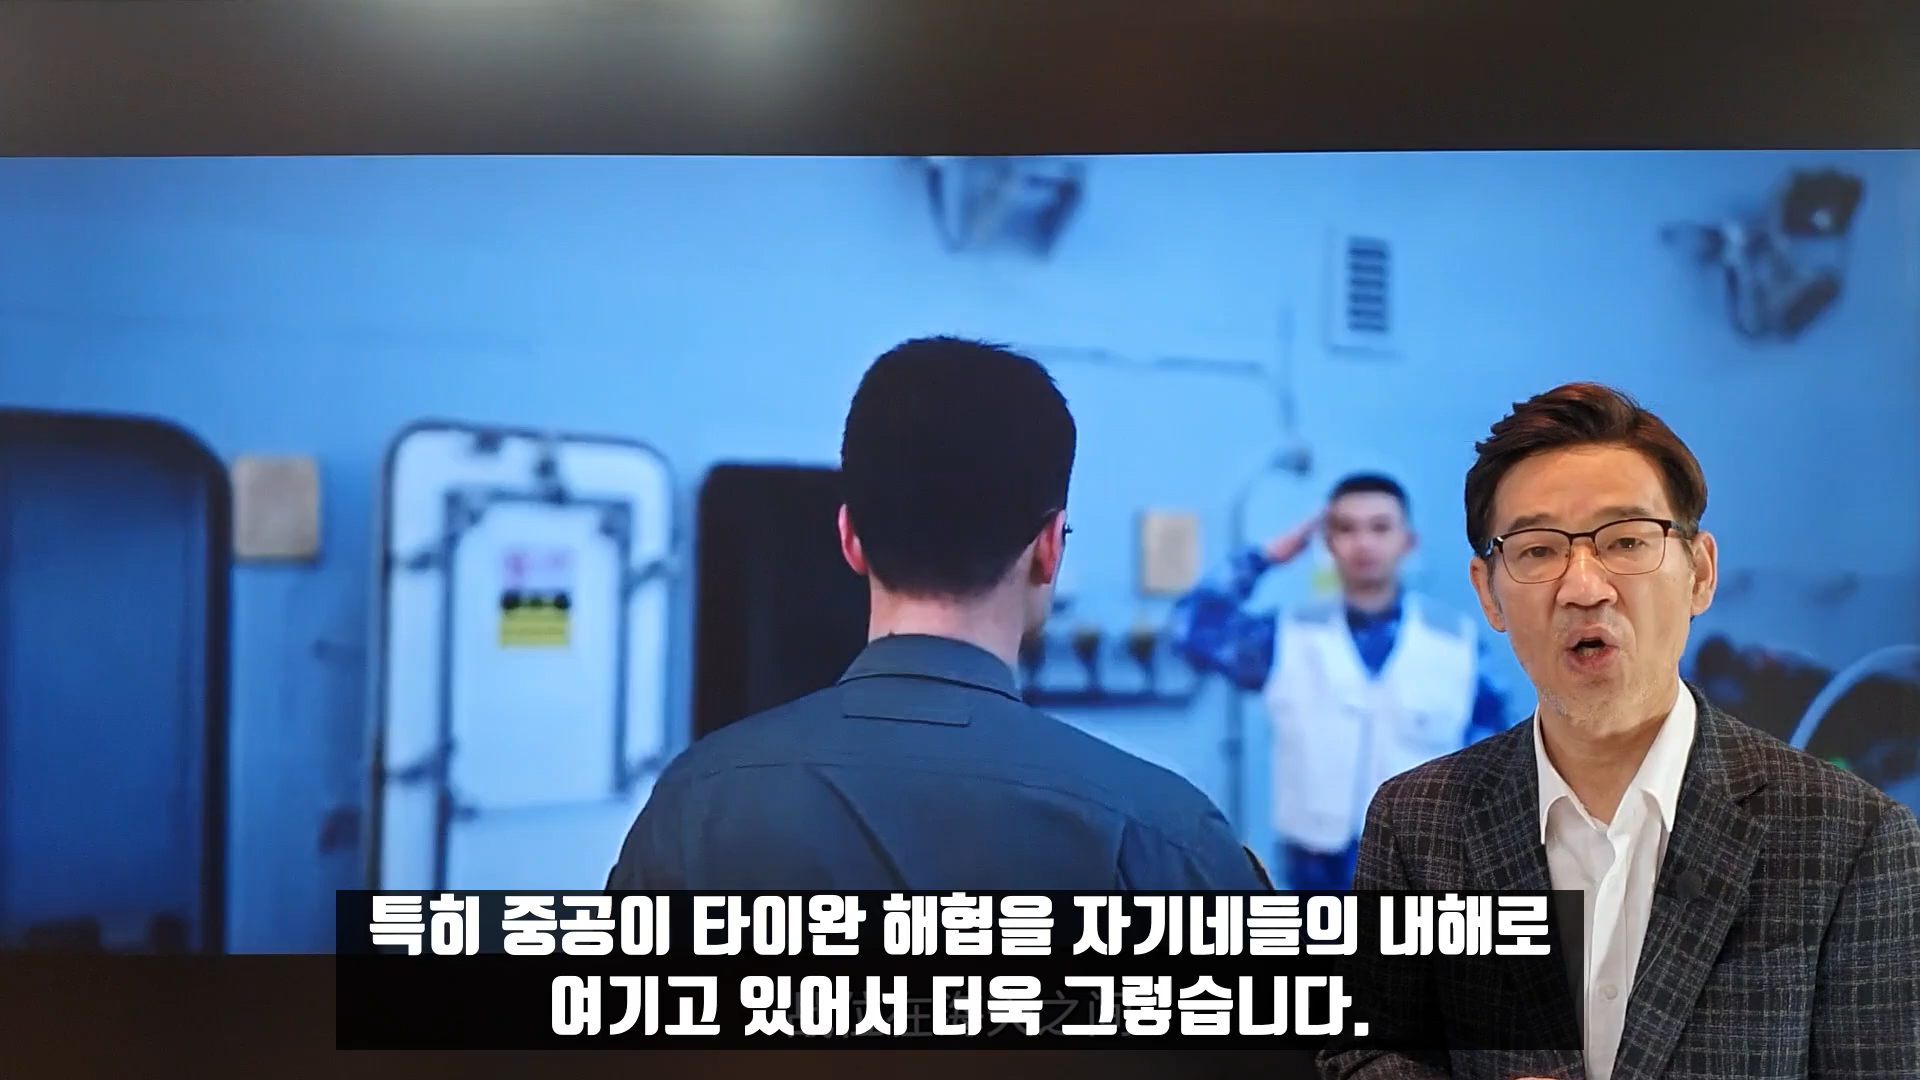 특히 중공이 타이완 해협을 자기네들의 내해로
여기고 있어서 더욱 그렇습니다.